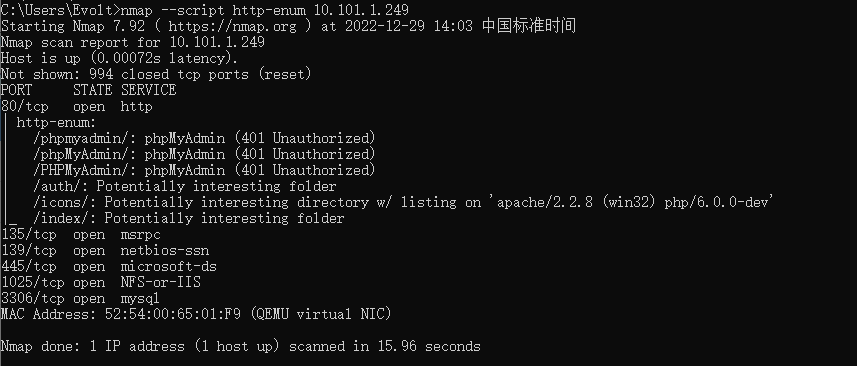 C:\Users\Evolt>nmap --script http-enum 10.101.1.249
Starting Nmap 7.92 ( https://nmap.org ) at 2022-12-29 14:03 中国标准时间
Nmap scan report for 10.101.1.249
Host is up (0.00072s latency).
Not shown: 994 closed tcp ports (reset)
PORT     STATE SERVICE
80/tcp   open  http
| http-enum:
|   /phpmyadmin/: phpMyAdmin (401 Unauthorized)
|   /phpMyAdmin/: phpMyAdmin (401 Unauthorized)
|   /PHPMyAdmin/: phpMyAdmin (401 Unauthorized)
|   /auth/: Potentially interesting folder
|   /icons/: Potentially interesting directory w/ listing on 'apache/2.2.8 (win32) php/6.0.0-dev'
|_  /index/: Potentially interesting folder
135/tcp  open  msrpc
139/tcp  open  netbios-ssn
445/tcp  open  microsoft-ds
1025/tcp open  NFS-or-IIS
3306/tcp open  mysql
MAC Address: 52:54:00:65:01:F9 (QEMU virtual NIC)
Nmap done: 1 IP address (1 host up) scanned in 15.96 seconds